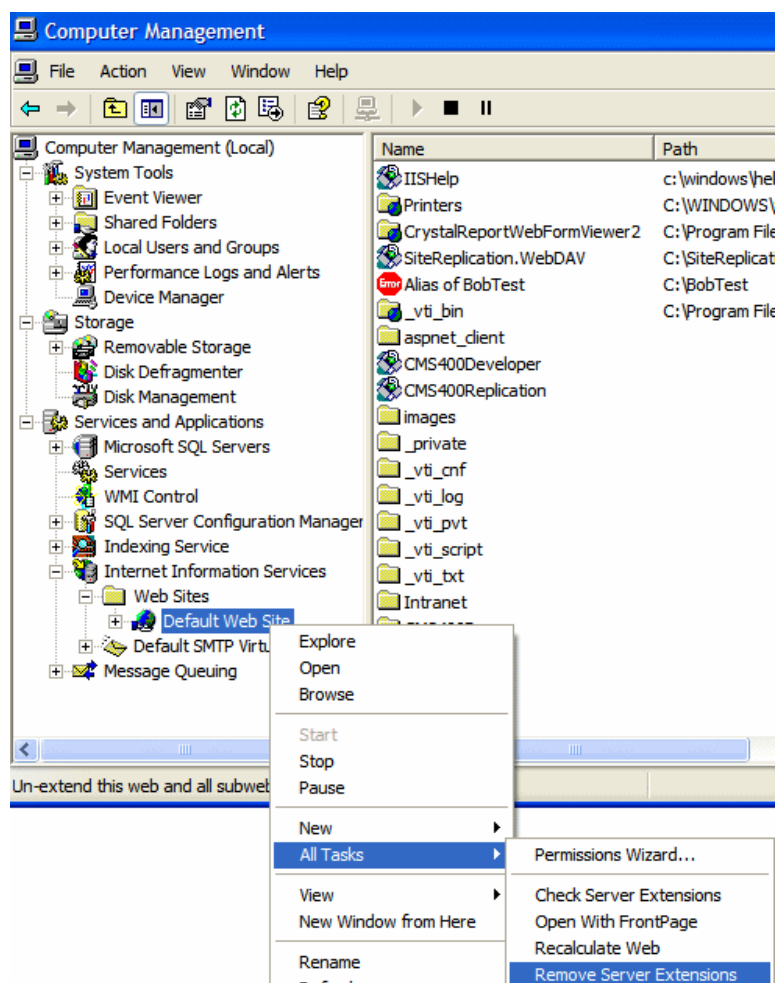 Computer Management
File Action View Window Help
Computer Management (Local)
System Tools
Event Viewer
Shared Folders
Local Users and Groups
Performance Logs and Alerts
Device Manager
Storage
Removable Storage
Disk Defragmenter
Disk Management
Services and Applications
Microsoft SQL Servers
Services
WMI Control
SQL Server Configuration Manager
Indexing Service
Internet Information Services
Web Sites
Default Web Site
Default SMTP Virtu
Message Queuing
Name Path
IISHelp c:\windows\hel
Printers C:\WINDOWS\
CrystalReportWebFormViewer2 C:\Program File
SiteReplication.WebDAV C:\SiteReplicati
Error Alias of BobTest C:\BobTest
_vti_bin C:\Program File
aspnet_client
CMS400Developer
CMS400Replication
images
_private
_vti_cnf
_vti_log
_vti_pvt
_vti_script
_vti_txt
Intranet
Un-extend this web and all subweb
Explore
Open
Browse
Start
Stop
Pause
New
All Tasks
View
New Window from Here
Rename
Permissions Wizard...
Check Server Extensions
Open With FrontPage
Recalculate Web
Remove Server Extensions